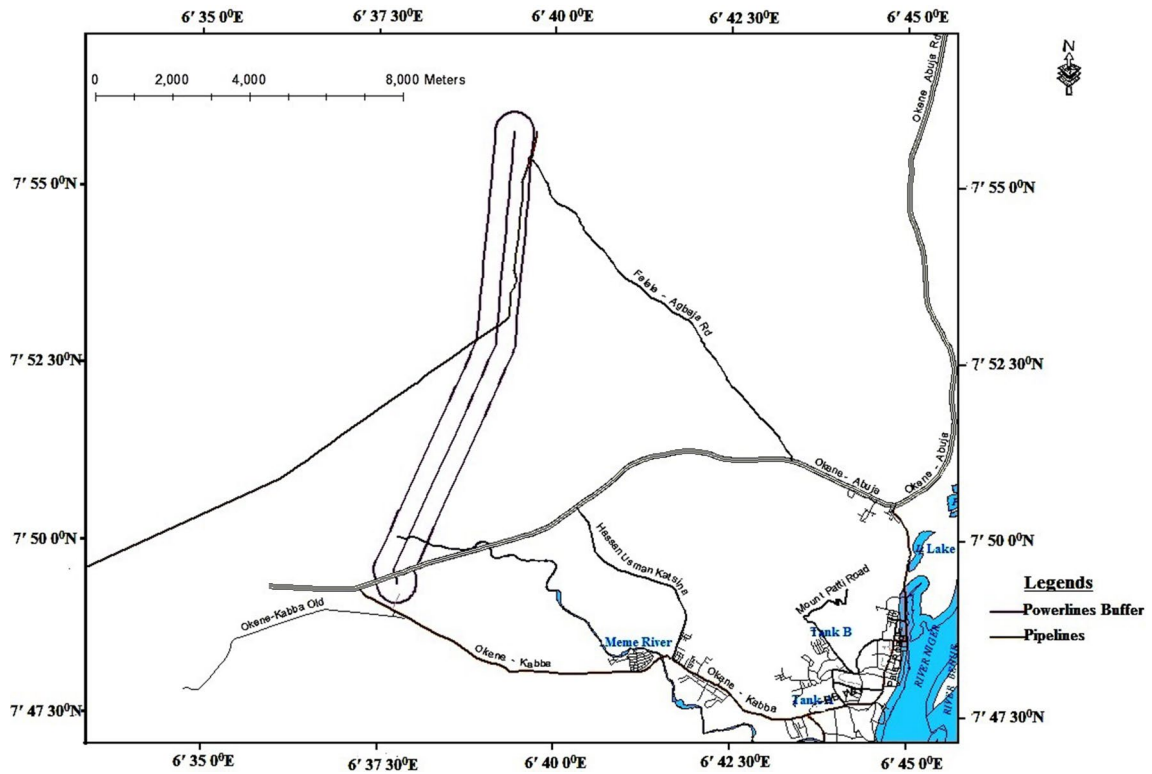 6′ 35 0⁰E 6′ 37 30⁰E 6′ 40 0⁰E 6′ 42 30⁰E 6′ 45 0⁰E
N
0 2,000 4,000 8,000 Meters
Okene - Abuja Rd
7′ 55 0⁰N 7′ 55 0⁰N
Felele - Agbaja Rd
7′ 52 30⁰N 7′ 52 30⁰N
Okene - Abuja
Okene - Abuja
7′ 50 0⁰N 7′ 50 0⁰N
Hassan Usman Katsina
Lake
Mount Patti Road
Legends
Powerlines Buffer
Pipelines
Okene-Kabba Old
Tank B
Meme River
Okene - Kabba
Okane - Kabba
RIVER NIGER
RIVER
Tank
7′ 47 30⁰N 7′ 47 30⁰N
6′ 35 0⁰E 6′ 37 30⁰E 6′ 40 0⁰E 6′ 42 30⁰E 6′ 45 0⁰E